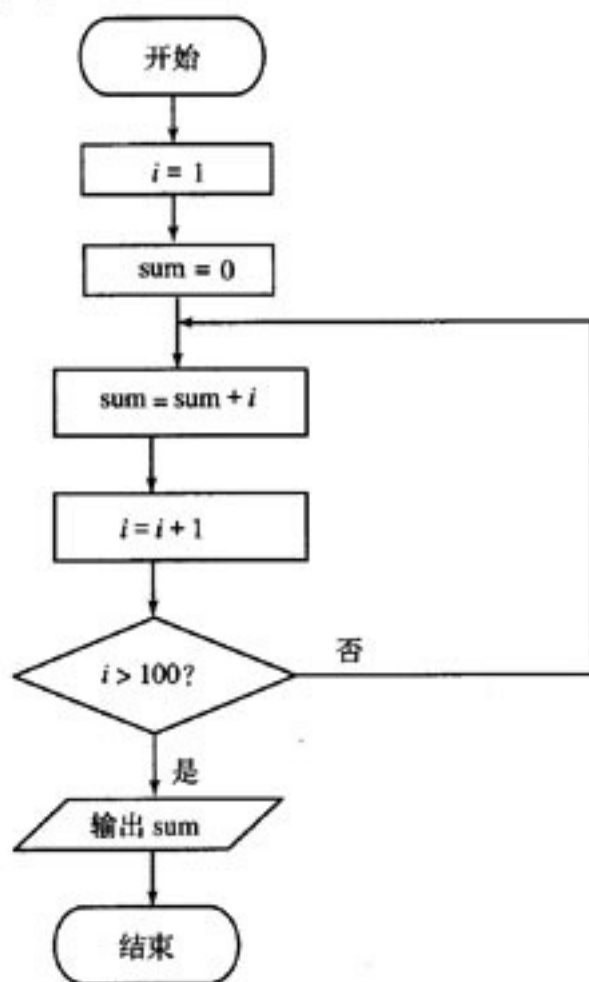 开始
i = 1
sum = 0
sum = sum + i
i = i + 1
i > 100?
否
是
输出 sum
结束